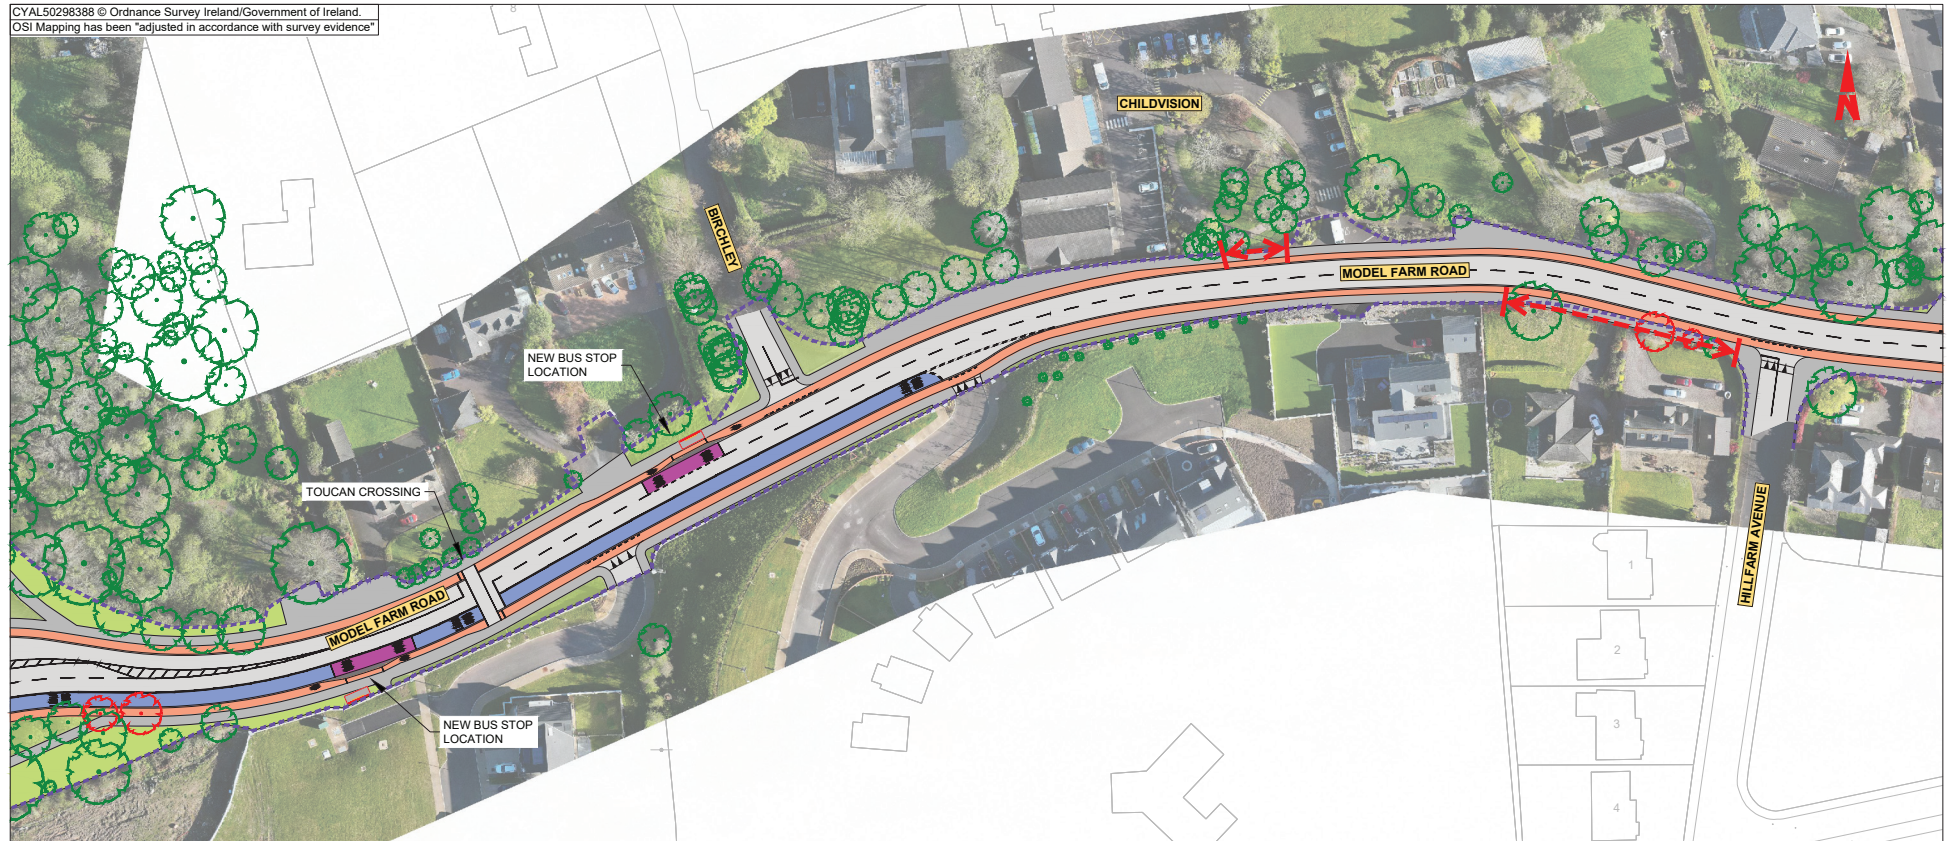 CYAL50298388 © Ordnance Survey Ireland/Government of Ireland.
OSI Mapping has been "adjusted in accordance with survey evidence"
8
CHILDVISION
N
BIRCHLEY
MODEL FARM ROAD
NEW BUS STOP
LOCATION
TOUCAN CROSSING
MODEL FARM ROAD
HILLFARM AVENUE
1
2
3
4
NEW BUS STOP
LOCATION